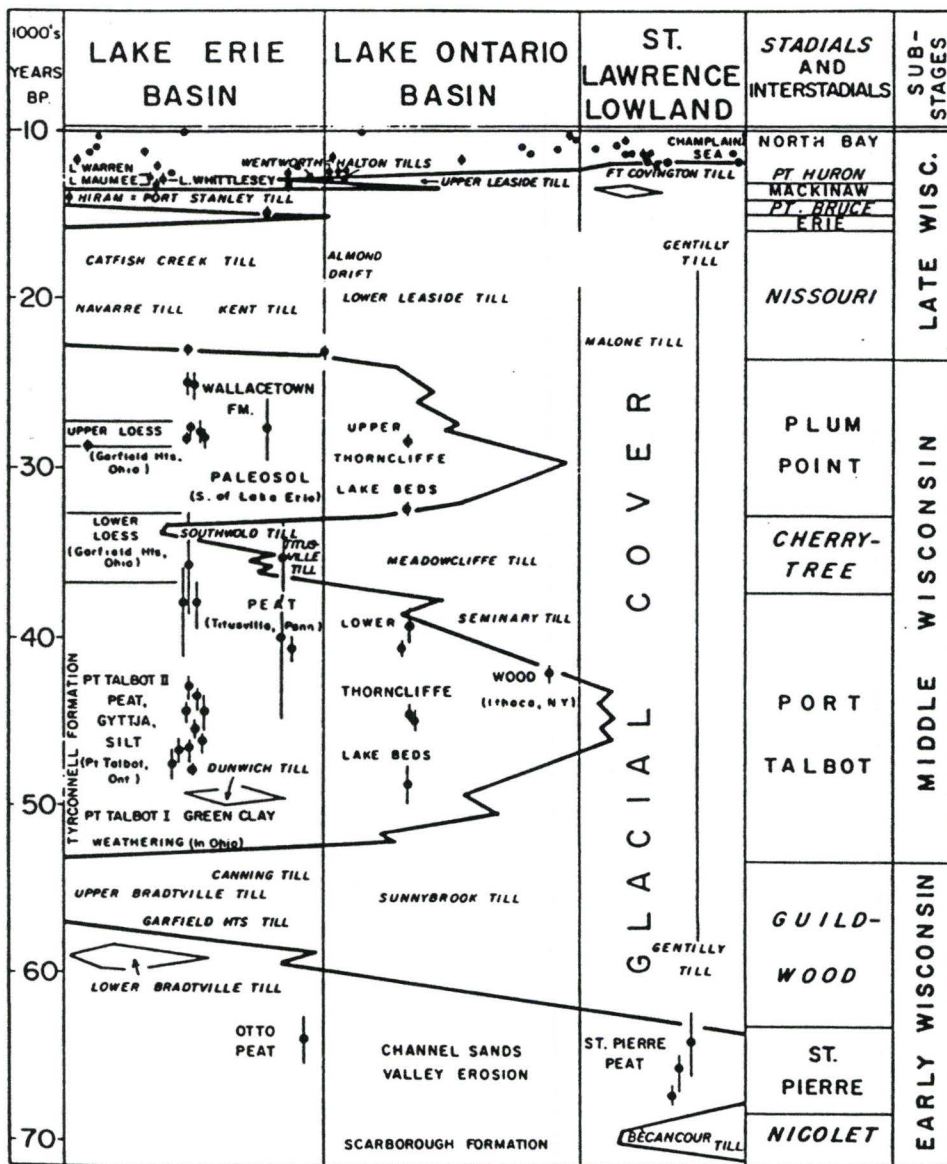 1000's
YEARS
BP.
LAKE ERIE
BASIN
LAKE ONTARIO
BASIN
ST.
LAWRENCE
LOWLAND
STADIALS
AND
INTERSTADIALS
SUB-
STAGES
10
20
30
40
50
60
70
L WARREN
L MAUMEE
L. WHITTLESEY
HIRAM = PORT STANLEY TILL
CATFISH CREEK TILL
NAVARRE TILL KENT TILL
WALLACETOWN
FM.
UPPER LOESS
(Garfield Hts,
Ohio)
PALEOSOL
(S. of Lake Erie)
LOWER
LOESS
(Garfield Hts,
Ohio)
SOUTHWOLD TILL
TITUS-
VILLE
TILL
PEAT
(Titusville, Penn)
TYRCONNELL FORMATION
PT TALBOT II
PEAT,
GYTTJA,
SILT
(Pt Talbot,
Ont)
DUNWICH TILL
PT TALBOT I GREEN CLAY
WEATHERING (In Ohio)
CANNING TILL
UPPER BRADTVILLE TILL
GARFIELD HTS TILL
LOWER BRADTVILLE TILL
OTTO
PEAT
WENTWORTH-HALTON TILLS
UPPER LEASIDE TILL
ALMOND
DRIFT
LOWER LEASIDE TILL
UPPER
THORNCLIFFE
LAKE BEDS
MEADOWCLIFFE TILL
SEMINARY TILL
LOWER
THORNCLIFFE
LAKE BEDS
WOOD
(Ithaca, NY)
SUNNYBROOK TILL
CHANNEL SANDS
VALLEY EROSION
SCARBOROUGH FORMATION
CHAMPLAIN
SEA
FT COVINGTON TILL
GENTILLY
TILL
MALONE TILL
GLACIAL COVER
GENTILLY
TILL
ST. PIERRE
PEAT
BÉCANCOUR TILL
NORTH BAY
PT HURON
MACKINAW
PT. BRUCE
ERIE
NISSOURI
PLUM
POINT
CHERRY-
TREE
PORT
TALBOT
GUILD-
WOOD
ST.
PIERRE
NICOLET
LATE WISC.
MIDDLE WISCONSIN
EARLY WISCONSIN